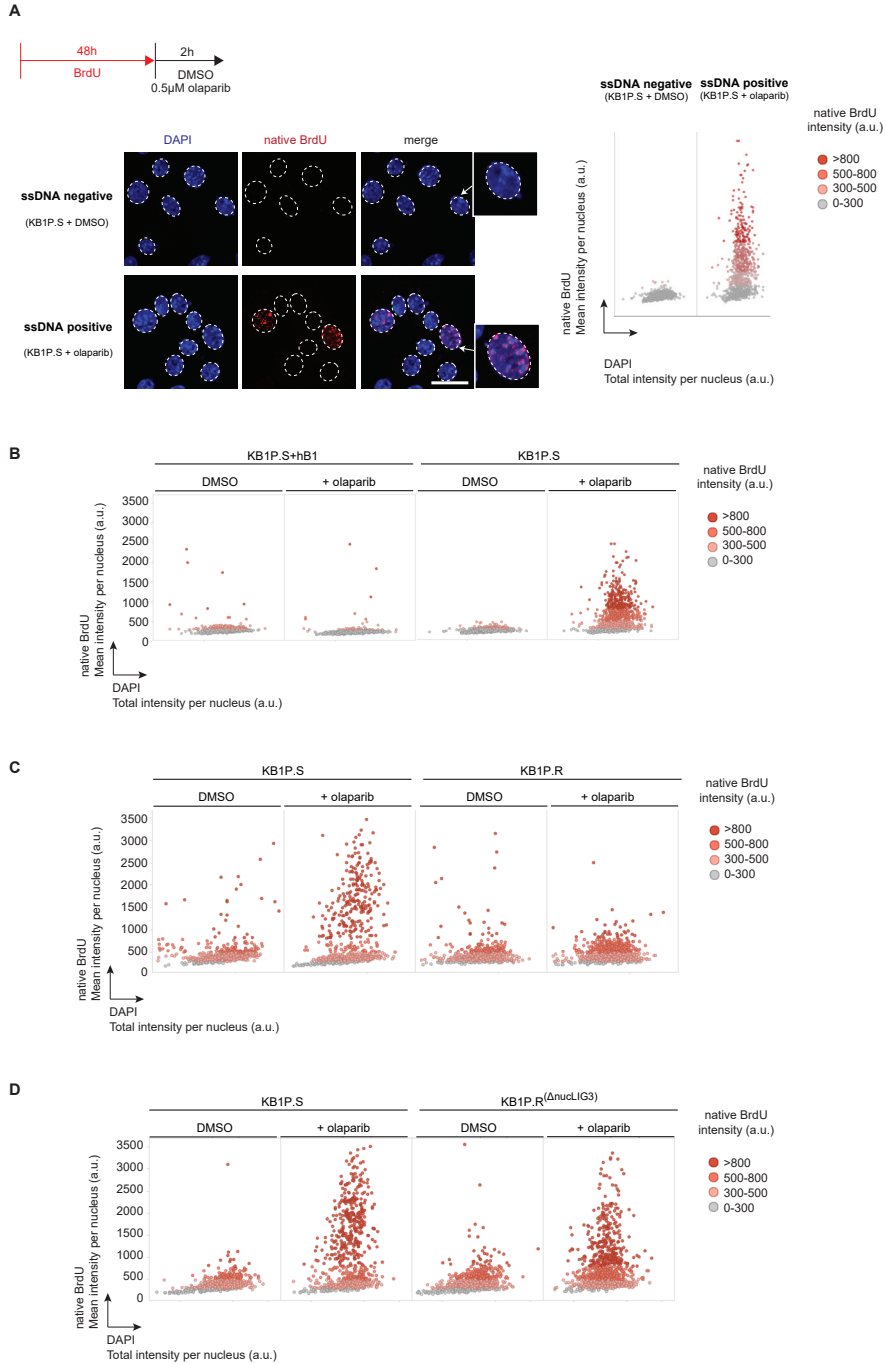 A
48h
BrdU
2h
DMSO
0.5µM olaparib
DAPI
native BrdU
merge
ssDNA negative
(KB1P.S + DMSO)
ssDNA positive
(KB1P.S + olaparib)
ssDNA negative
(KB1P.S + DMSO)
ssDNA positive
(KB1P.S + olaparib)
native BrdU
Mean intensity per nucleus (a.u.)
DAPI
Total intensity per nucleus (a.u.)
native BrdU
intensity (a.u.)
>800
500-800
300-500
0-300
B
KB1P.S+hB1
KB1P.S
DMSO
+ olaparib
DMSO
+ olaparib
3500
3000
2500
2000
1500
1000
500
0
native BrdU
Mean intensity per nucleus (a.u.)
DAPI
Total intensity per nucleus (a.u.)
native BrdU
intensity (a.u.)
>800
500-800
300-500
0-300
C
KB1P.S
KB1P.R
DMSO
+ olaparib
DMSO
+ olaparib
3500
3000
2500
2000
1500
1000
500
0
native BrdU
Mean intensity per nucleus (a.u.)
DAPI
Total intensity per nucleus (a.u.)
native BrdU
intensity (a.u.)
>800
500-800
300-500
0-300
D
KB1P.S
KB1P.R(ΔnucLIG3)
DMSO
+ olaparib
DMSO
+ olaparib
3500
3000
2500
2000
1500
1000
500
0
native BrdU
Mean intensity per nucleus (a.u.)
DAPI
Total intensity per nucleus (a.u.)
native BrdU
intensity (a.u.)
>800
500-800
300-500
0-300